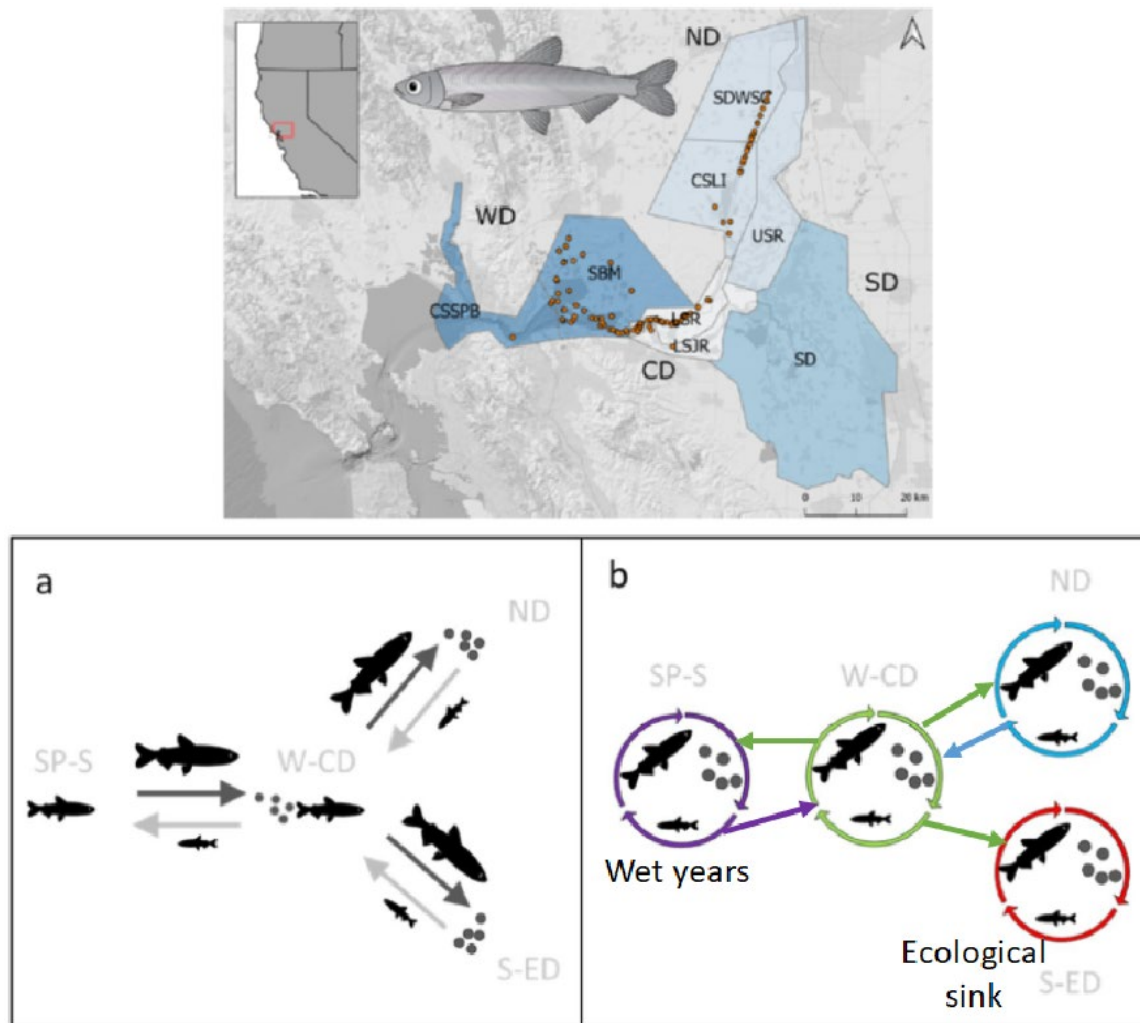 ND
SDWSC
CSLI
WD
USR
SBM
SD
CSSPB
LSR
LSJR
SD
CD
0 10 20 km
a
ND
SP-S
W-CD
S-ED
b
ND
SP-S
W-CD
Wet years
Ecological
sink
S-ED